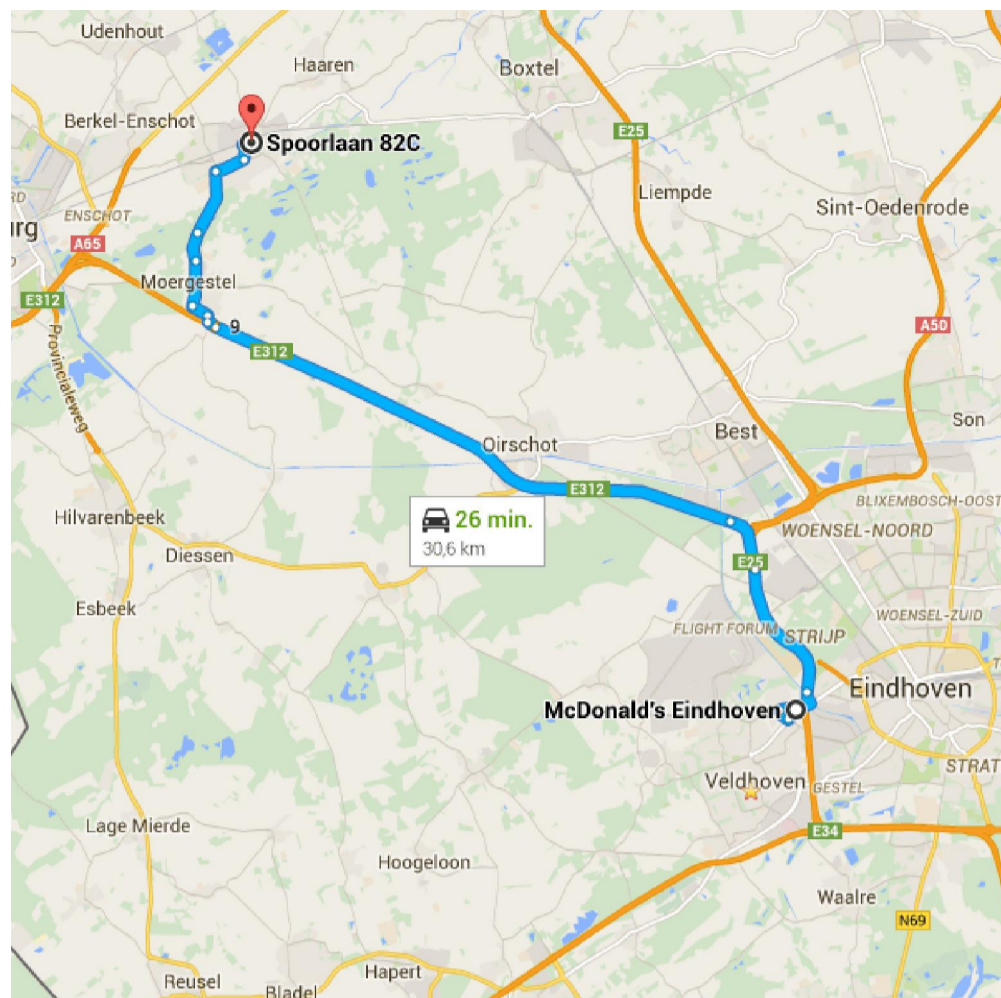 Udenhout
Haaren
Boxtel
Berkel-Enschot
E25
Spoorlaan 82C
Liempde
ENSCHOT
Sint-Oedenrode
urg
A65
Moergestel
E312
9
A50
E312
Provincialeweg
Son
Best
Oirschot
E312
BLIXEMBOSCH-OOST
26 min.
30,6 km
Hilvarenbeek
WOENSEL-NOORD
Diessen
E25
Esbeek
WOENSEL-ZUID
FLIGHT FORUM
STRIJP
Eindhoven
McDonald's Eindhoven
STRAT
Veldhoven
GESTEL
Lage Mierde
E34
Hoogeloon
Waalre
N69
Hapert
Reusel
Bladel